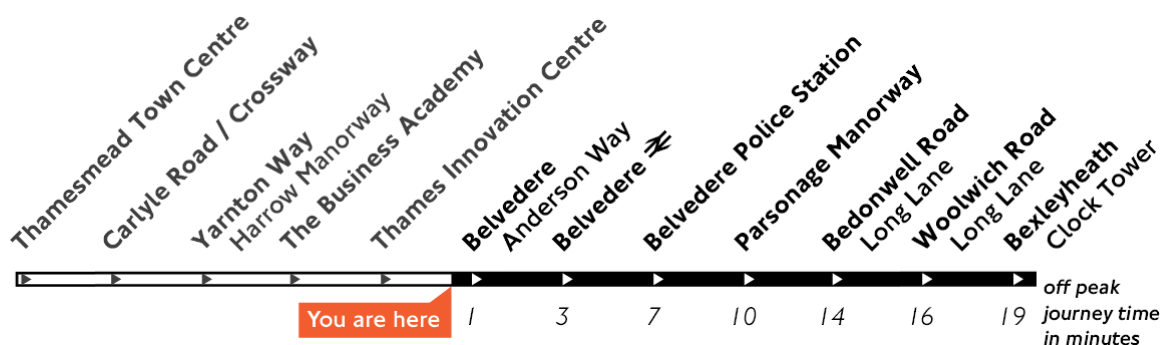 Thamesmead Town Centre
Carlyle Road / Crossway
Yarnton Way
Harrow Manorway
The Business Academy
Thames Innovation Centre
Belvedere
Anderson Way
Belvedere
Belvedere Police Station
Parsonage Manorway
Bedonwell Road
Long Lane
Woolwich Road
Long Lane
Bexleyheath
Clock Tower
You are here
1 3 7 10 14 16 19
off peak
journey time
in minutes